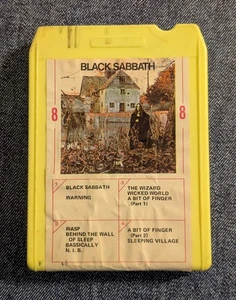 BLACK SABBATH
8
8
1
BLACK SABBATH
WARNING
2
THE WIZARD
WICKED WORLD
A BIT OF FINGER
(Part 1)
3
WASP
BEHIND THE WALL
OF SLEEP
BASSICALLY
N. I. B.
4
A BIT OF FINGER
(Part 2)
SLEEPING VILLAGE